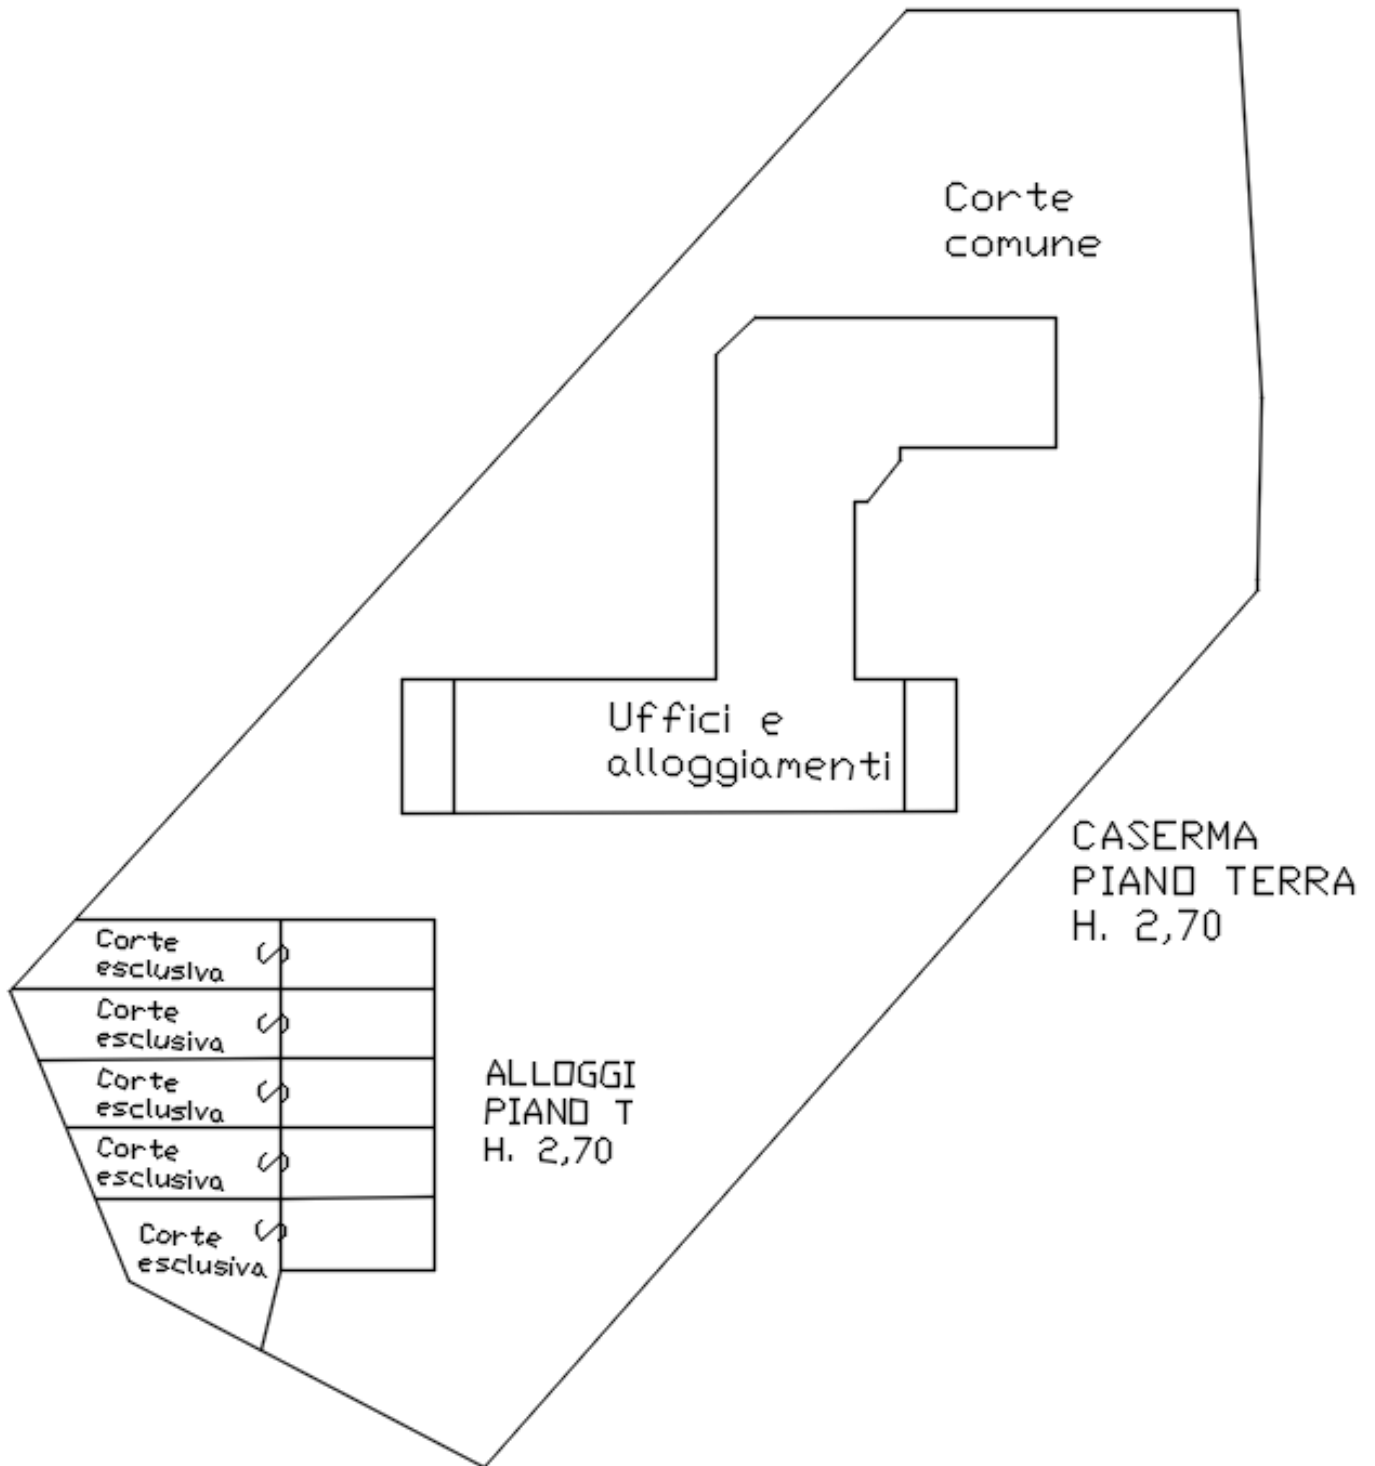 Corte
comune
Uffici e
alloggiamenti
CASERMA
PIANO TERRA
H. 2,70
Corte
esclusiva
Corte
esclusiva
Corte
esclusiva
Corte
esclusiva
Corte
esclusiva
ALLOGGI
PIANO T
H. 2,70